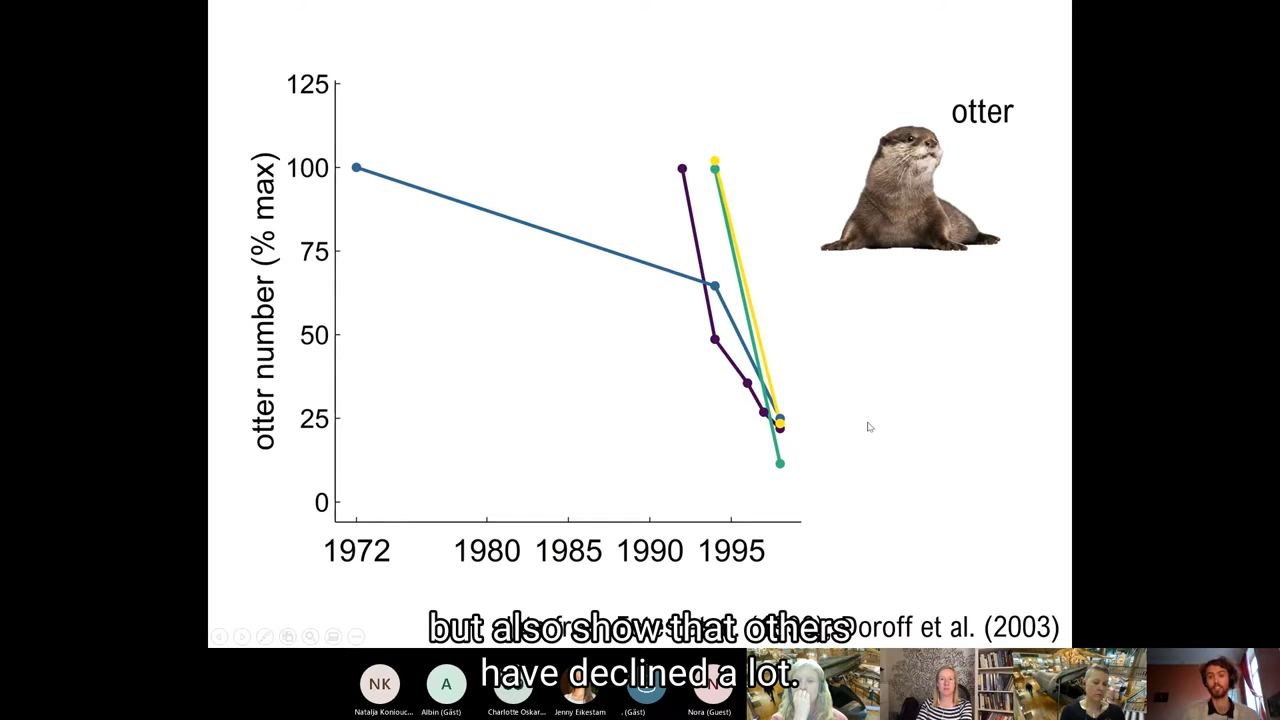 125
otter
100
75
50
25
0
otter number (% max)
1972 1980 1985 1990 1995
Doroff et al. (2003)
but also show that others
have declined a lot.
NK
A
Natalja Koniouc...
Albin (Gäst)
Charlotte Oskar...
Jenny Eikestam
. (Gäst)
Nora (Guest)